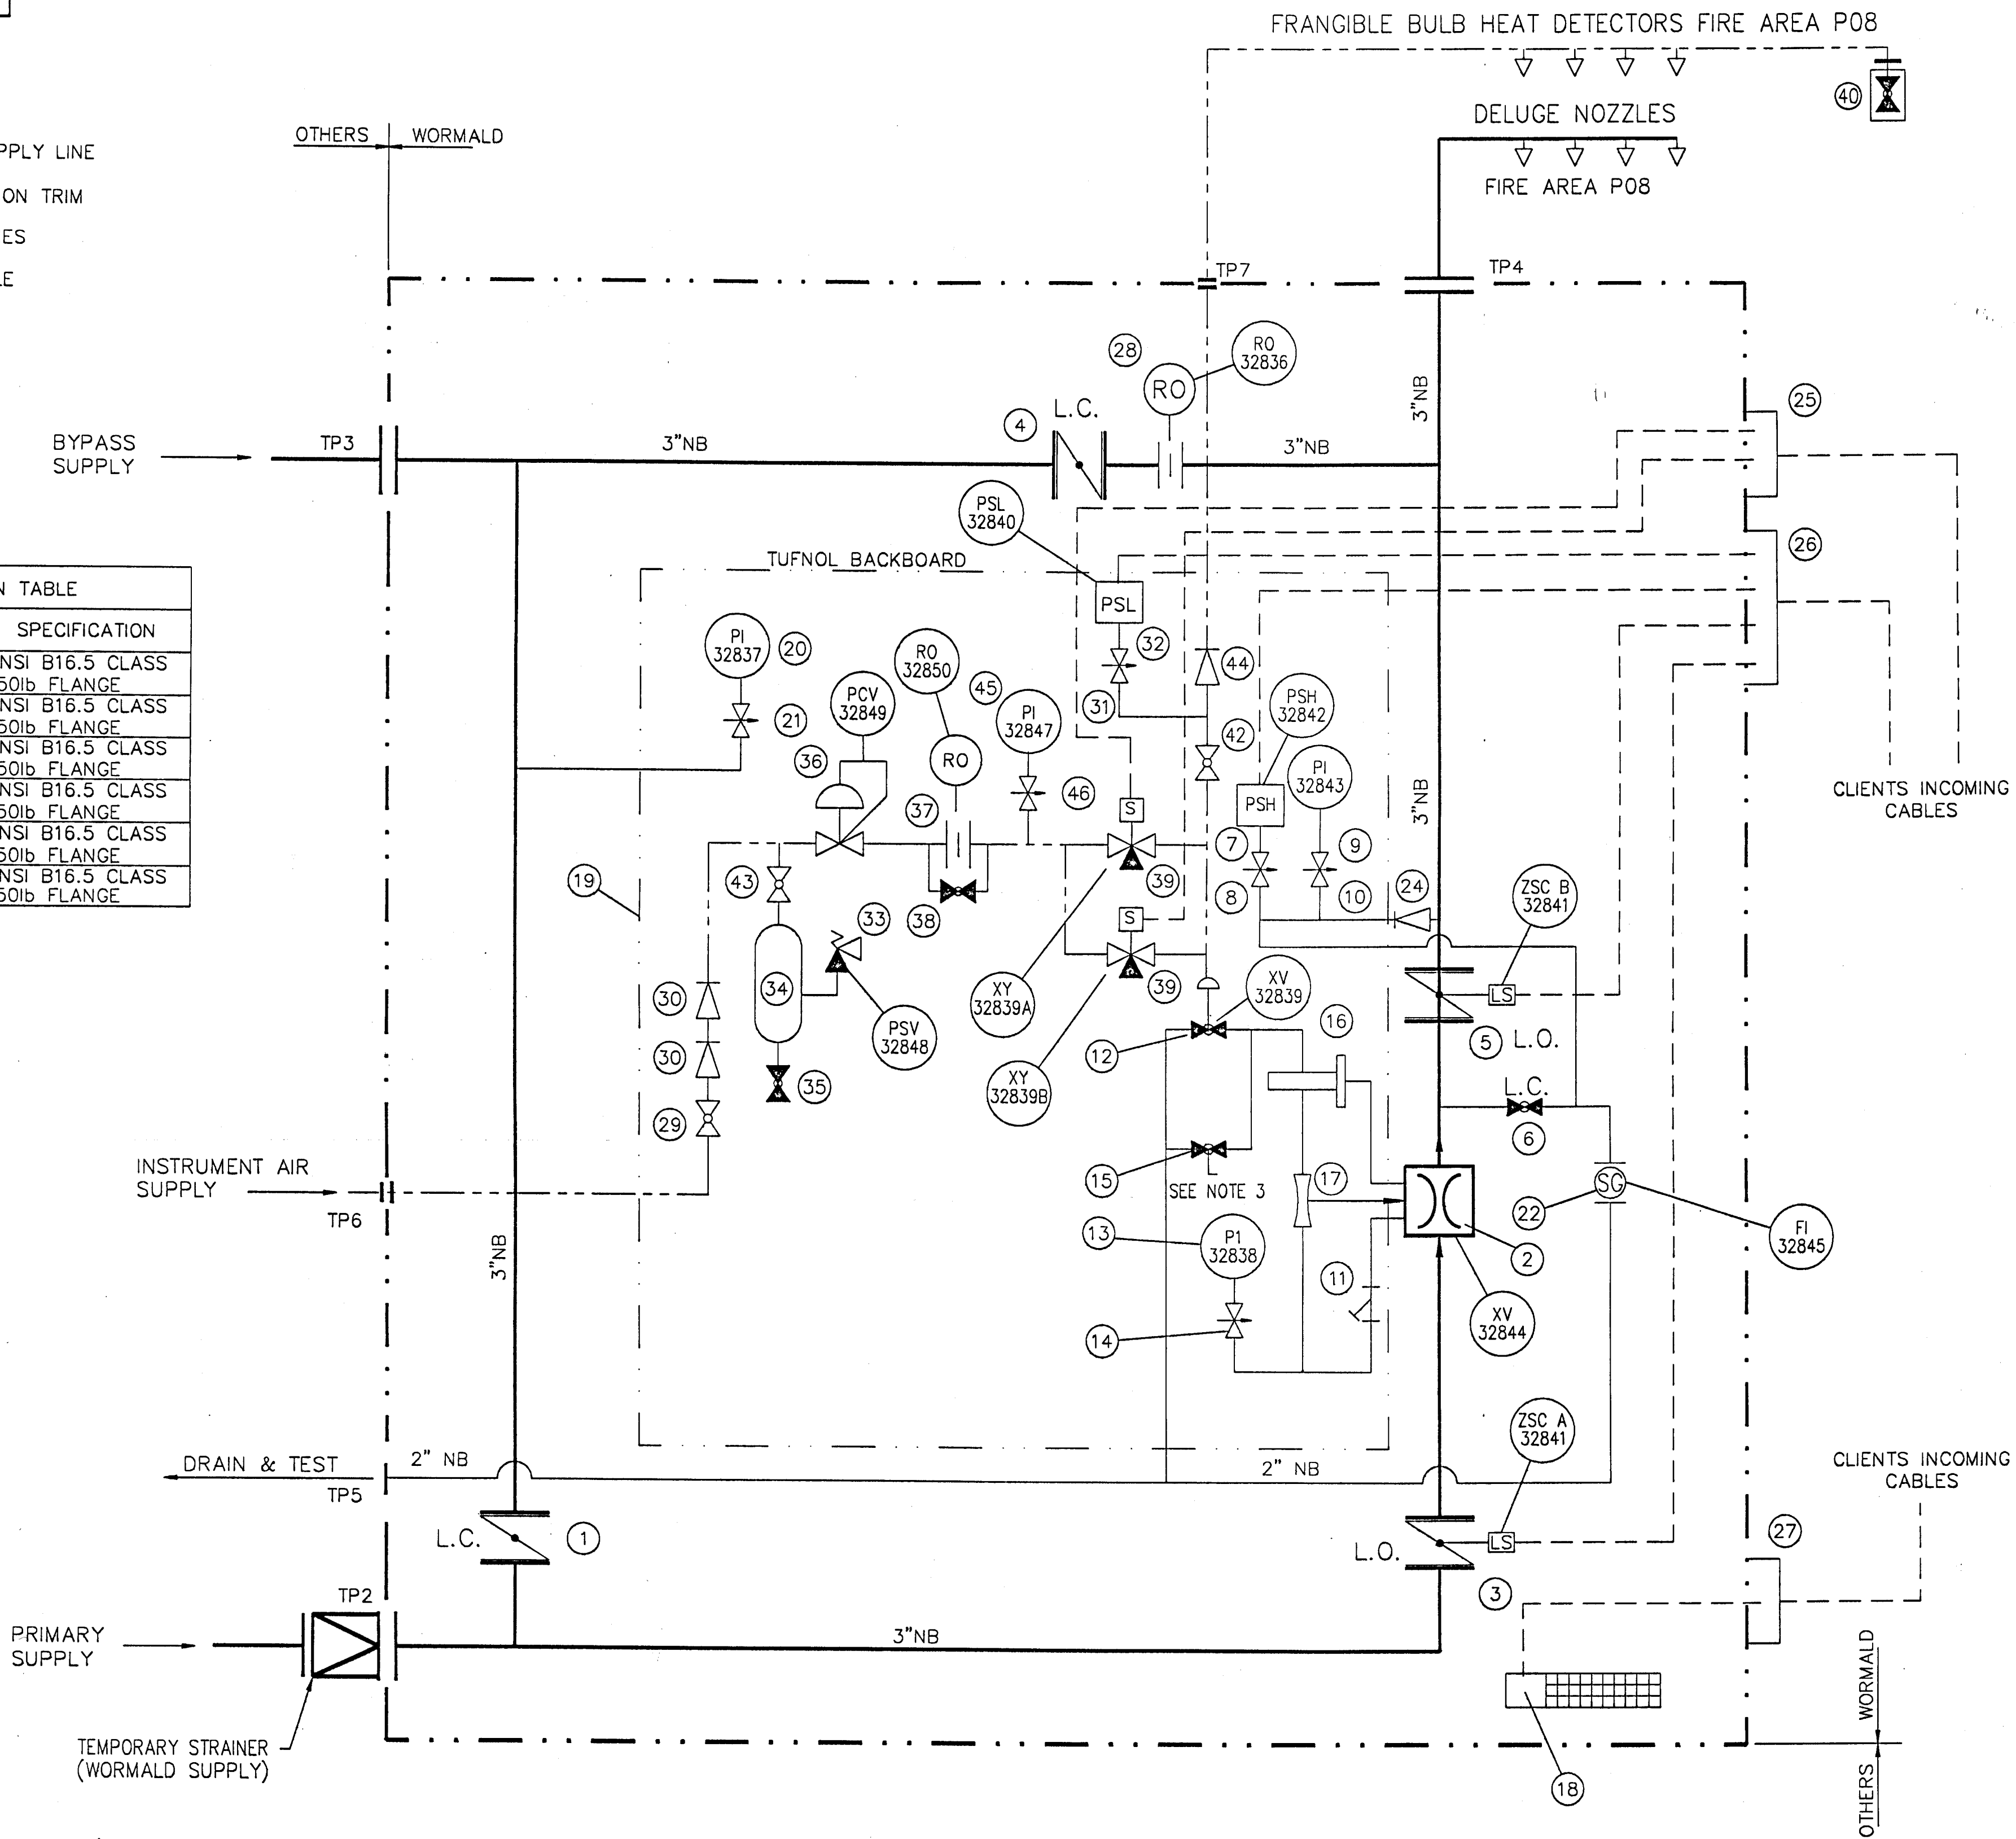 FRANGIBLE BULB HEAT DETECTORS FIRE AREA P08
40
DELUGE NOZZLES
FIRE AREA P08
OTHERS
WORMALD
PPLY LINE
ON TRIM
ES
LE
TP7
TP4
28
RO
32836
RO
L.C.
4
3"NB
25
BYPASS
SUPPLY
TP3
3"NB
3"NB
PSL
32840
26
TUFNOL BACKBOARD
N TABLE
SPECIFICATION
NSI B16.5 CLASS
50lb FLANGE
NSI B16.5 CLASS
50lb FLANGE
NSI B16.5 CLASS
50lb FLANGE
NSI B16.5 CLASS
50lb FLANGE
NSI B16.5 CLASS
50lb FLANGE
NSI B16.5 CLASS
50lb FLANGE
PSL
PI
32837
20
RO
32850
32
44
21
PCV
32849
45
PI
32847
31
PSH
32842
42
36
RO
PI
32843
3"NB
CLIENTS INCOMING
CABLES
37
46
S
PSH
7
9
19
43
38
39
8
10
24
ZSC B
32841
33
S
34
XY
32839A
39
XV
32839
LS
30
PSV
32848
16
5
L.O.
30
12
35
XY
32839B
L.C.
29
6
INSTRUMENT AIR
SUPPLY
15
SEE NOTE 3
17
SG
22
TP6
13
P1
32838
2
FI
32845
3"NB
11
14
XV
32844
ZSC A
32841
DRAIN & TEST
2" NB
2" NB
TP5
CLIENTS INCOMING
CABLES
L.C.
1
L.O.
LS
27
3
TP2
PRIMARY
SUPPLY
3"NB
TEMPORARY STRAINER
(WORMALD SUPPLY)
18
WORMALD
OTHERS